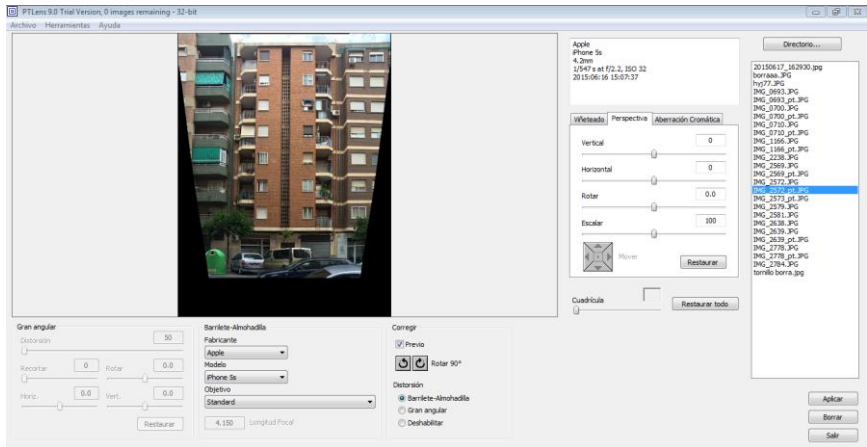 PTLens 9.0 Trial Version, 0 images remaining - 32-bit
Archivo Herramientas Ayuda
Apple
iPhone 5s
4.2mm
1/547 s at f/2.2, ISO 32
2015:06:16 15:07:37
Viñeteado Perspectiva Aberración Cromática
Vertical 0
Horizontal 0
Rotar 0.0
Escalar 100
Mover Restaurar
Cuadrícula Restaurar todo
Directorio...
20150617_162930.jpg
borraaa.JPG
hyj77.JPG
IMG_0693.JPG
IMG_0693_pt.JPG
IMG_0700.JPG
IMG_0700_pt.JPG
IMG_0710.JPG
IMG_0710_pt.JPG
IMG_1166.JPG
IMG_1166_pt.JPG
IMG_2238.JPG
IMG_2569.JPG
IMG_2569_pt.JPG
IMG_2572.JPG
IMG_2572_pt.JPG
IMG_2573_pt.JPG
IMG_2579.JPG
IMG_2581.JPG
IMG_2638.JPG
IMG_2639.JPG
IMG_2639_pt.JPG
IMG_2778.JPG
IMG_2778_pt.JPG
IMG_2784.JPG
tornillo borra.jpg
Gran angular
Distorsión 50
Recortar 0 Rotar 0.0
Horiz. 0.0 Vert. 0.0
Restaurar
Barrilete-Almohadilla
Fabricante
Apple
Modelo
iPhone 5s
Objetivo
Standard
4.150 Longitud Focal
Corregir
Previo
Rotar 90°
Distorsión
Barrilete-Almohadilla
Gran angular
Deshabilitar
Aplicar
Borrar
Salir